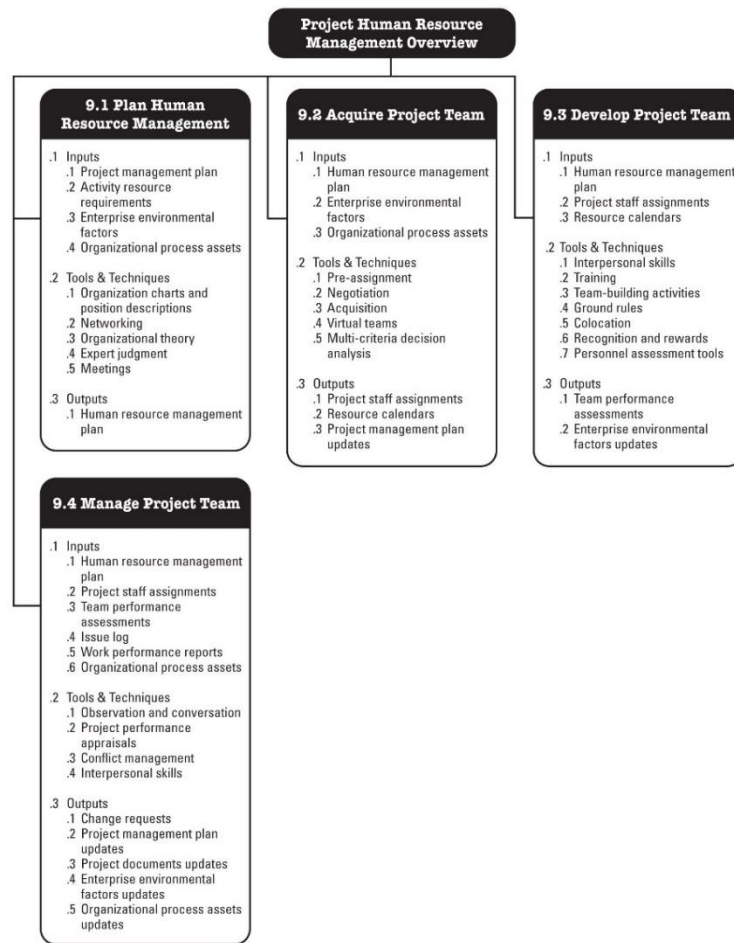 Project Human Resource
Management Overview
9.1 Plan Human
Resource Management
.1 Inputs
.1 Project management plan
.2 Activity resource
requirements
.3 Enterprise environmental
factors
.4 Organizational process assets
.2 Tools & Techniques
.1 Organization charts and
position descriptions
.2 Networking
.3 Organizational theory
.4 Expert judgment
.5 Meetings
.3 Outputs
.1 Human resource management
plan
9.2 Acquire Project Team
.1 Inputs
.1 Human resource management
plan
.2 Enterprise environmental
factors
.3 Organizational process assets
.2 Tools & Techniques
.1 Pre-assignment
.2 Negotiation
.3 Acquisition
.4 Virtual teams
.5 Multi-criteria decision
analysis
.3 Outputs
.1 Project staff assignments
.2 Resource calendars
.3 Project management plan
updates
9.3 Develop Project Team
.1 Inputs
.1 Human resource management
plan
.2 Project staff assignments
.3 Resource calendars
.2 Tools & Techniques
.1 Interpersonal skills
.2 Training
.3 Team-building activities
.4 Ground rules
.5 Colocation
.6 Recognition and rewards
.7 Personnel assessment tools
.3 Outputs
.1 Team performance
assessments
.2 Enterprise environmental
factors updates
9.4 Manage Project Team
.1 Inputs
.1 Human resource management
plan
.2 Project staff assignments
.3 Team performance
assessments
.4 Issue log
.5 Work performance reports
.6 Organizational process assets
.2 Tools & Techniques
.1 Observation and conversation
.2 Project performance
appraisals
.3 Conflict management
.4 Interpersonal skills
.3 Outputs
.1 Change requests
.2 Project management plan
updates
.3 Project documents updates
.4 Enterprise environmental
factors updates
.5 Organizational process assets
updates